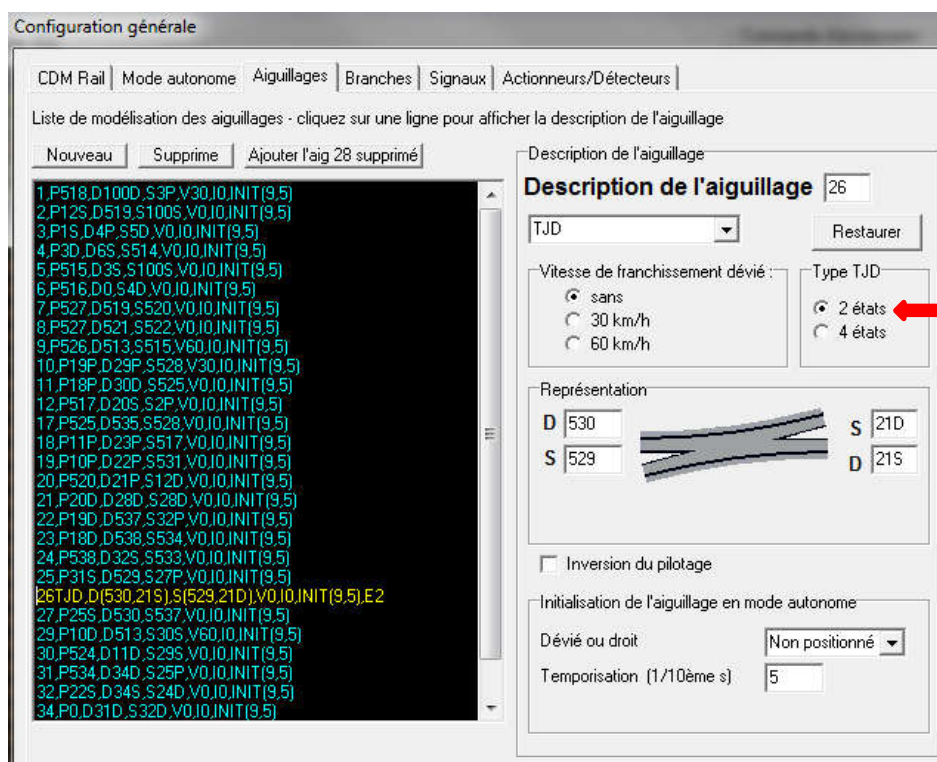 Configuration générale
CDM Rail Mode autonome Aiguillages Branches Signaux Actionneurs/Détecteurs
Liste de modélisation des aiguillages - cliquez sur une ligne pour afficher la description de l'aiguillage
Nouveau Supprime Ajouter l'aig 28 supprimé
1,P518,D100D,S3P,V30,I0,INIT(9,5)
2,P12S,D519,S100S,V0,I0,INIT(9,5)
3,P1S,D4P,S5D,V0,I0,INIT(9,5)
4,P3D,D6S,S514,V0,I0,INIT(9,5)
5,P515,D3S,S100S,V0,I0,INIT(9,5)
6,P516,D0,S4D,V0,I0,INIT(9,5)
7,P527,D519,S520,V0,I0,INIT(9,5)
8,P527,D521,S522,V0,I0,INIT(9,5)
9,P526,D513,S515,V60,I0,INIT(9,5)
10,P19P,D29P,S528,V30,I0,INIT(9,5)
11,P18P,D30D,S525,V0,I0,INIT(9,5)
12,P517,D20S,S2P,V0,I0,INIT(9,5)
17,P525,D535,S528,V0,I0,INIT(9,5)
18,P11P,D23P,S517,V0,I0,INIT(9,5)
19,P10P,D22P,S531,V0,I0,INIT(9,5)
20,P520,D21P,S12D,V0,I0,INIT(9,5)
21,P20D,D28D,S28D,V0,I0,INIT(9,5)
22,P19D,D537,S32P,V0,I0,INIT(9,5)
23,P18D,D538,S534,V0,I0,INIT(9,5)
24,P538,D32S,S533,V0,I0,INIT(9,5)
25,P31S,D529,S27P,V0,I0,INIT(9,5)
26TJD,D(530,21S),S(529,21D),V0,I0,INIT(9,5),E2
27,P25S,D530,S537,V0,I0,INIT(9,5)
29,P10D,D513,S30S,V60,I0,INIT(9,5)
30,P524,D11D,S29S,V0,I0,INIT(9,5)
31,P534,D34D,S25P,V0,I0,INIT(9,5)
32,P22S,D34S,S24D,V0,I0,INIT(9,5)
34,P0,D31D,S32D,V0,I0,INIT(9,5)
Description de l'aiguillage
Description de l'aiguillage 26
TJD Restaurer
Vitesse de franchissement dévié :
sans
30 km/h
60 km/h
Type TJD
2 états
4 états
Représentation
D 530 S 21D
S 529 D 21S
Inversion du pilotage
Initialisation de l'aiguillage en mode autonome
Dévié ou droit Non positionné
Temporisation (1/10ème s) 5